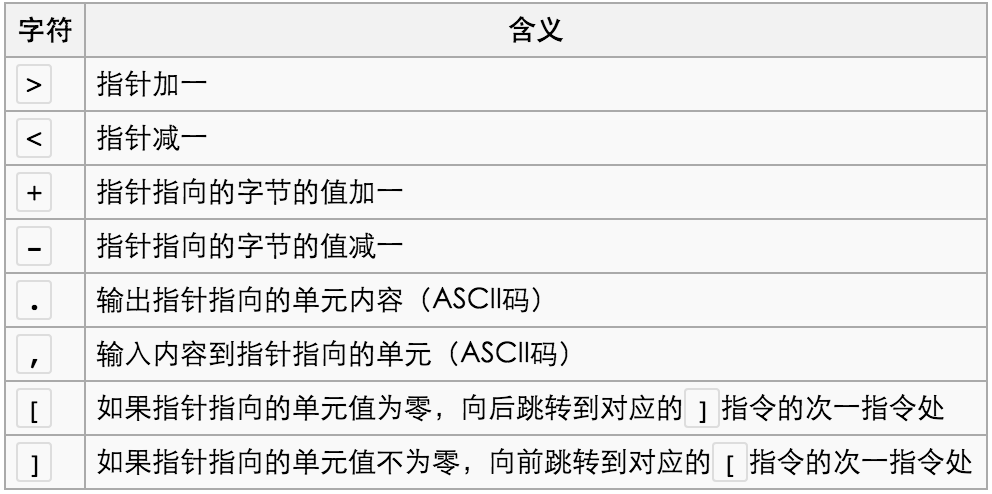 字符 含义
> 指针加一
< 指针减一
+ 指针指向的字节的值加一
- 指针指向的字节的值减一
. 输出指针指向的单元内容（ASCII码）
, 输入内容到指针指向的单元（ASCII码）
[ 如果指针指向的单元值为零，向后跳转到对应的 ] 指令的次一指令处
] 如果指针指向的单元值不为零，向前跳转到对应的 [ 指令的次一指令处